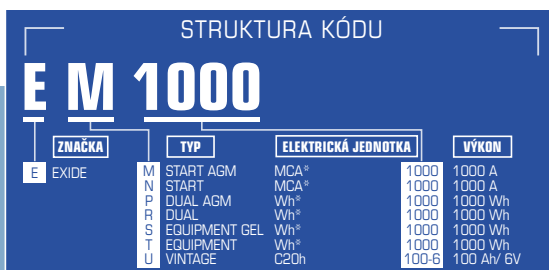 STRUKTURA KÓDU
E M 1000
ZNAČKA TYP ELEKTRICKÁ JEDNOTKA VÝKON
E EXIDE M START AGM MCA* 1000 1000 A
N START MCA* 1000 1000 A
P DUAL AGM Wh* 1000 1000 Wh
R DUAL Wh* 1000 1000 Wh
S EQUIPMENT GEL Wh* 1000 1000 Wh
T EQUIPMENT Wh* 1000 1000 Wh
U VINTAGE C20h 100-6 100 Ah/ 6V